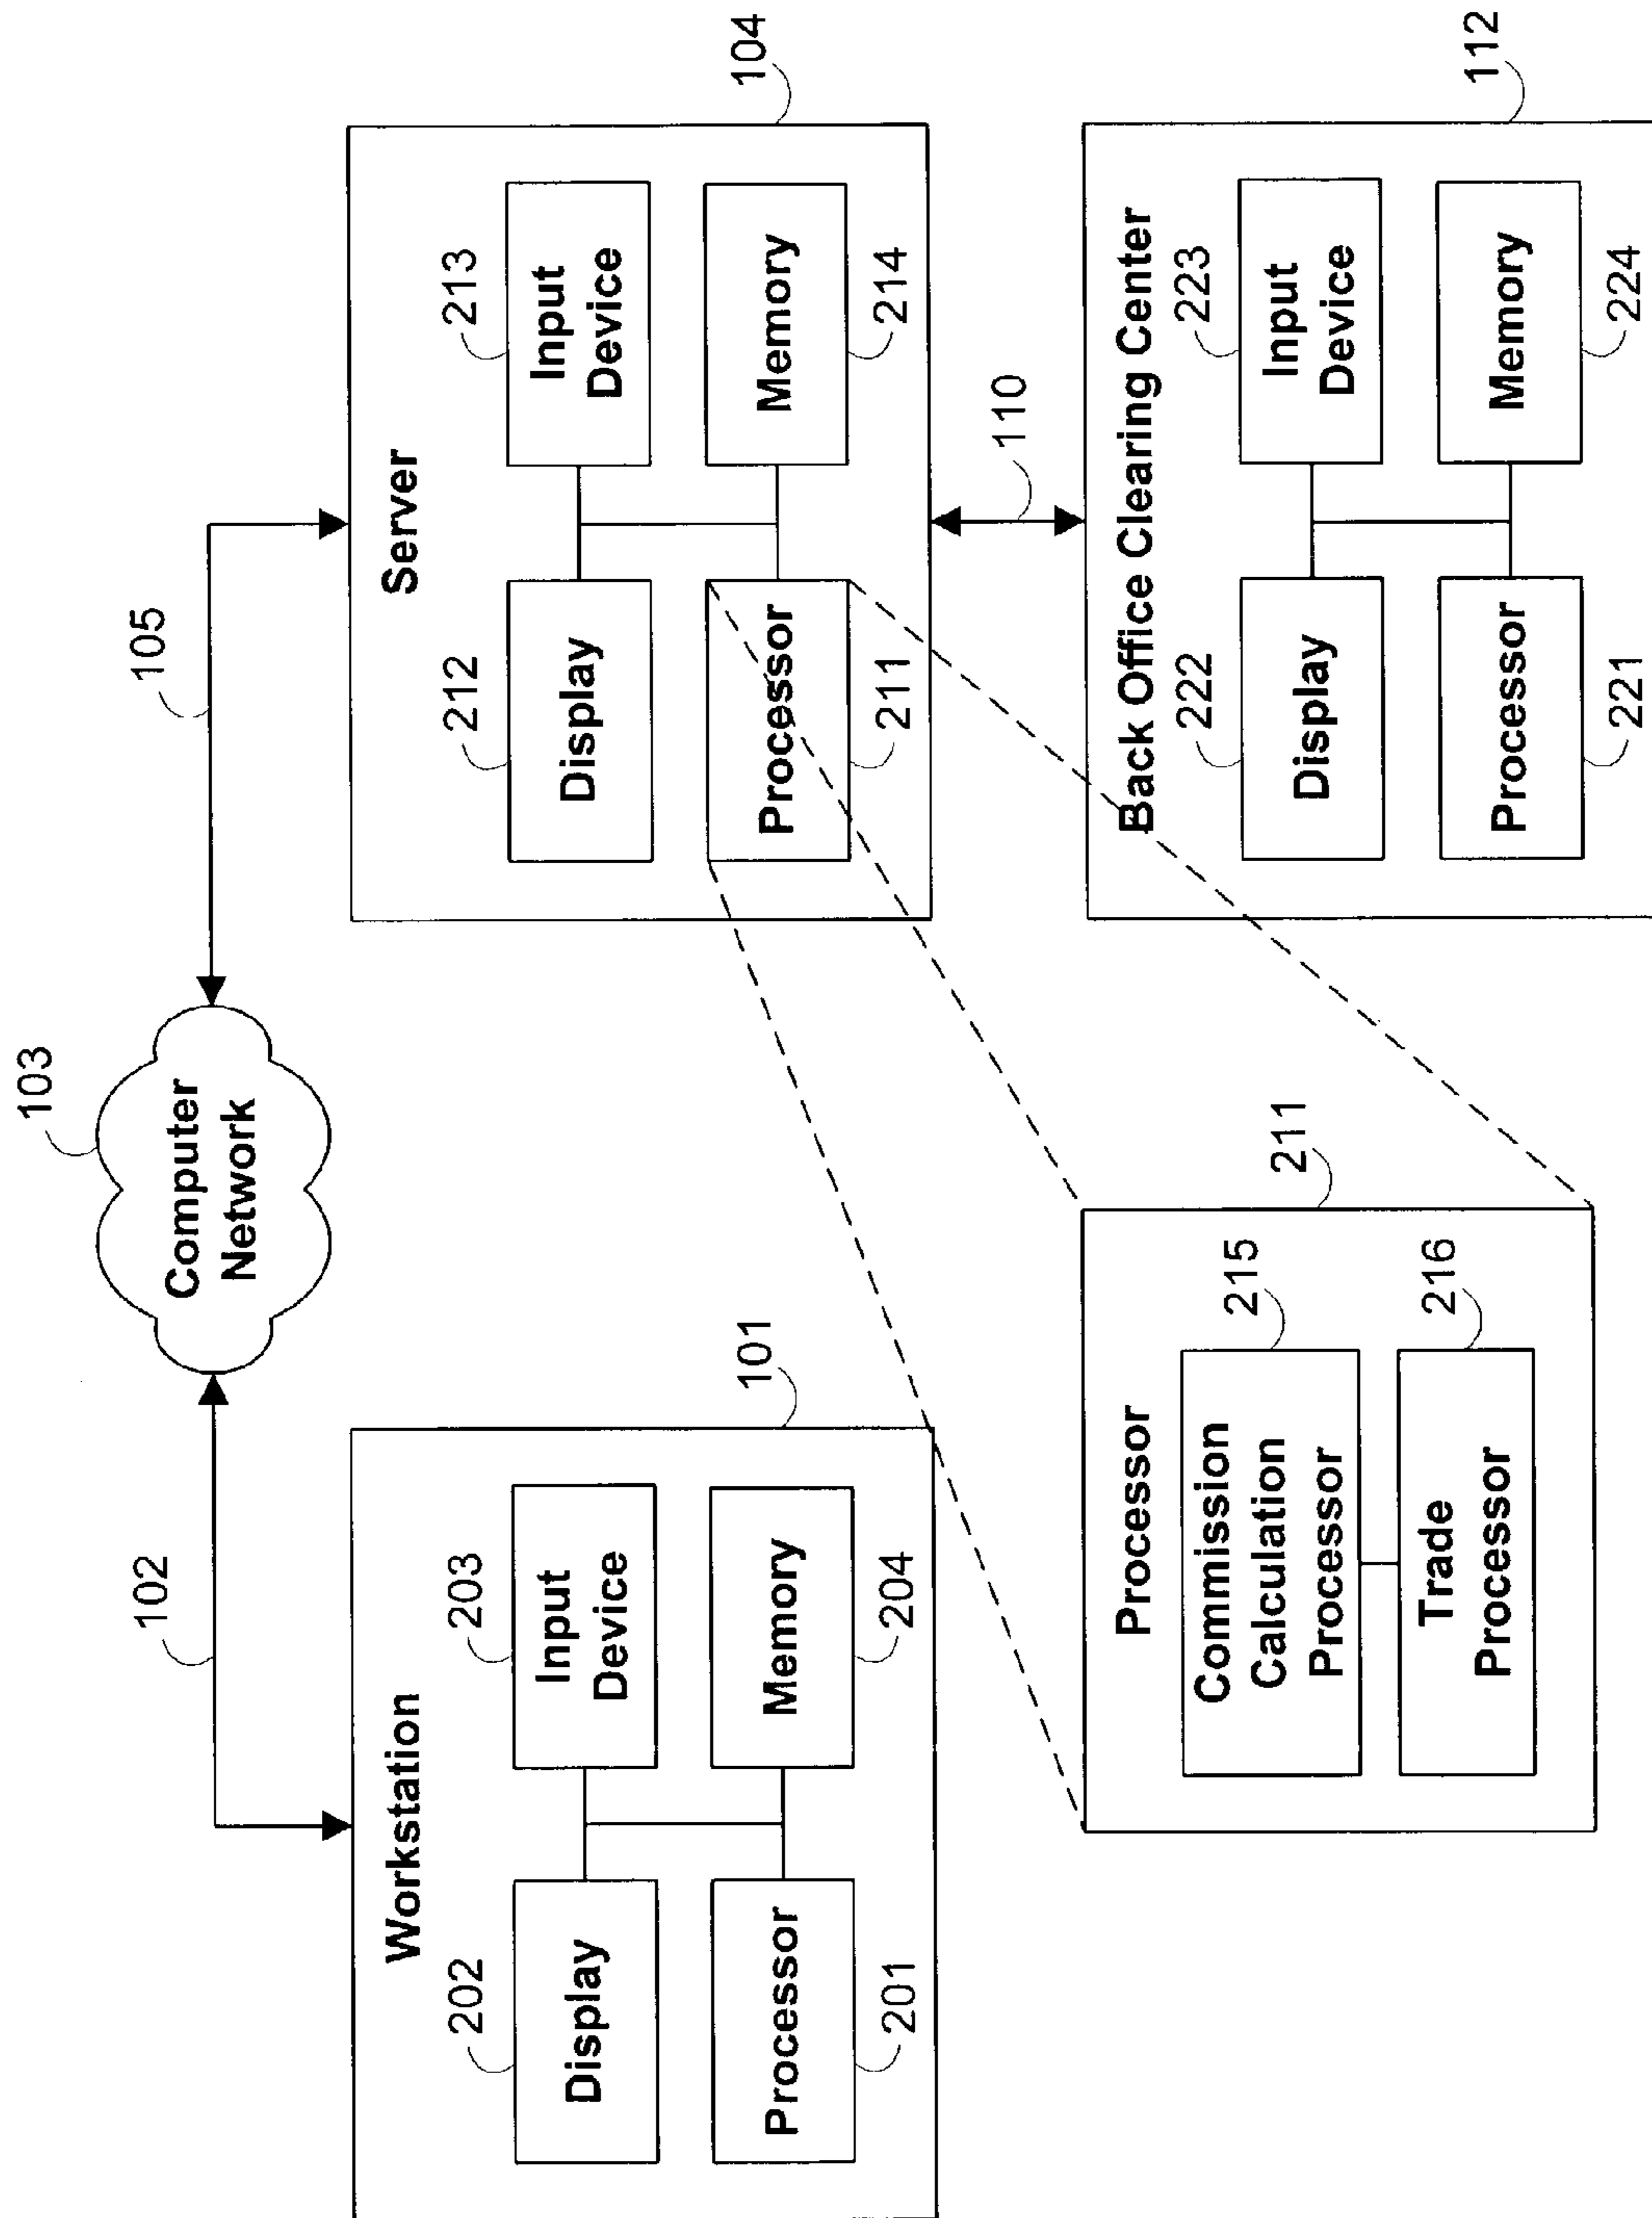 103
Computer
Network
102
105
Workstation
101
202
Display
203
Input
Device
Processor
201
Memory
204
Server
104
212
Display
213
Input
Device
Processor
211
Memory
214
110
Processor
211
Commission
Calculation
Processor
215
Trade
Processor
216
Back Office Clearing Center
112
222
Display
223
Input
Device
Processor
221
Memory
224